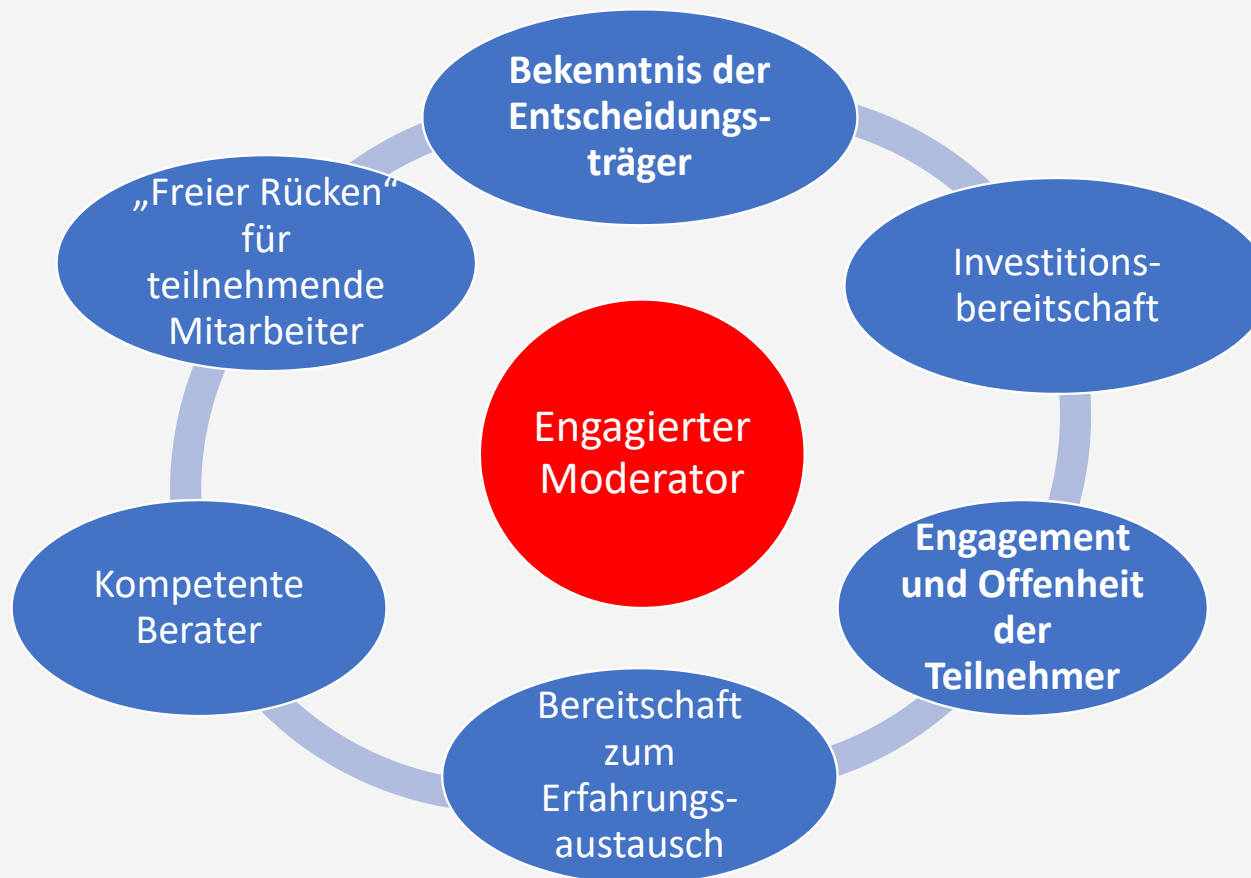 Bekenntnis der
Entscheidungs-
träger
Investitions-
bereitschaft
Engagement
und Offenheit
der
Teilnehmer
Bereitschaft
zum
Erfahrungs-
austausch
Kompetente
Berater
„Freier Rücken“
für
teilnehmende
Mitarbeiter
Engagierter
Moderator